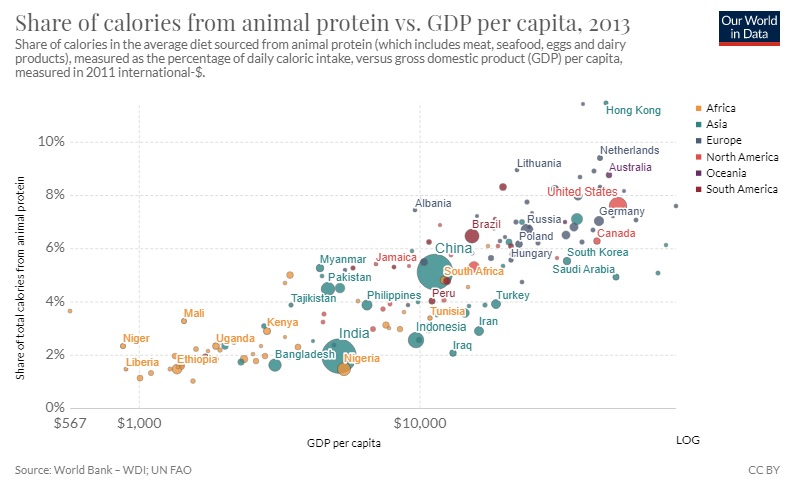 Share of calories from animal protein vs. GDP per capita, 2013
Our World
in Data
Share of calories in the average diet sourced from animal protein (which includes meat, seafood, eggs and dairy
products), measured as the percentage of daily caloric intake, versus gross domestic product (GDP) per capita,
measured in 2011 international-$.
Hong Kong
Africa
Asia
Europe
North America
Oceania
South America
10%
Netherlands
Lithuania
Australia
8%
United States
Albania
Germany
Brazil
Russia
Canada
Poland
6%
China
Hungary
South Korea
Myanmar
Jamaica
South Africa
Saudi Arabia
Pakistan
4%
Tajikistan
Philippines
Peru
Turkey
Mali
Kenya
Tunisia
Indonesia
Iran
Niger
Uganda
India
Iraq
2%
Liberia
Ethiopia
Bangladesh
Nigeria
0%
Share of total calories from animal protein
$567
$1,000
$10,000
GDP per capita
LOG
Source: World Bank – WDI; UN FAO
CC BY